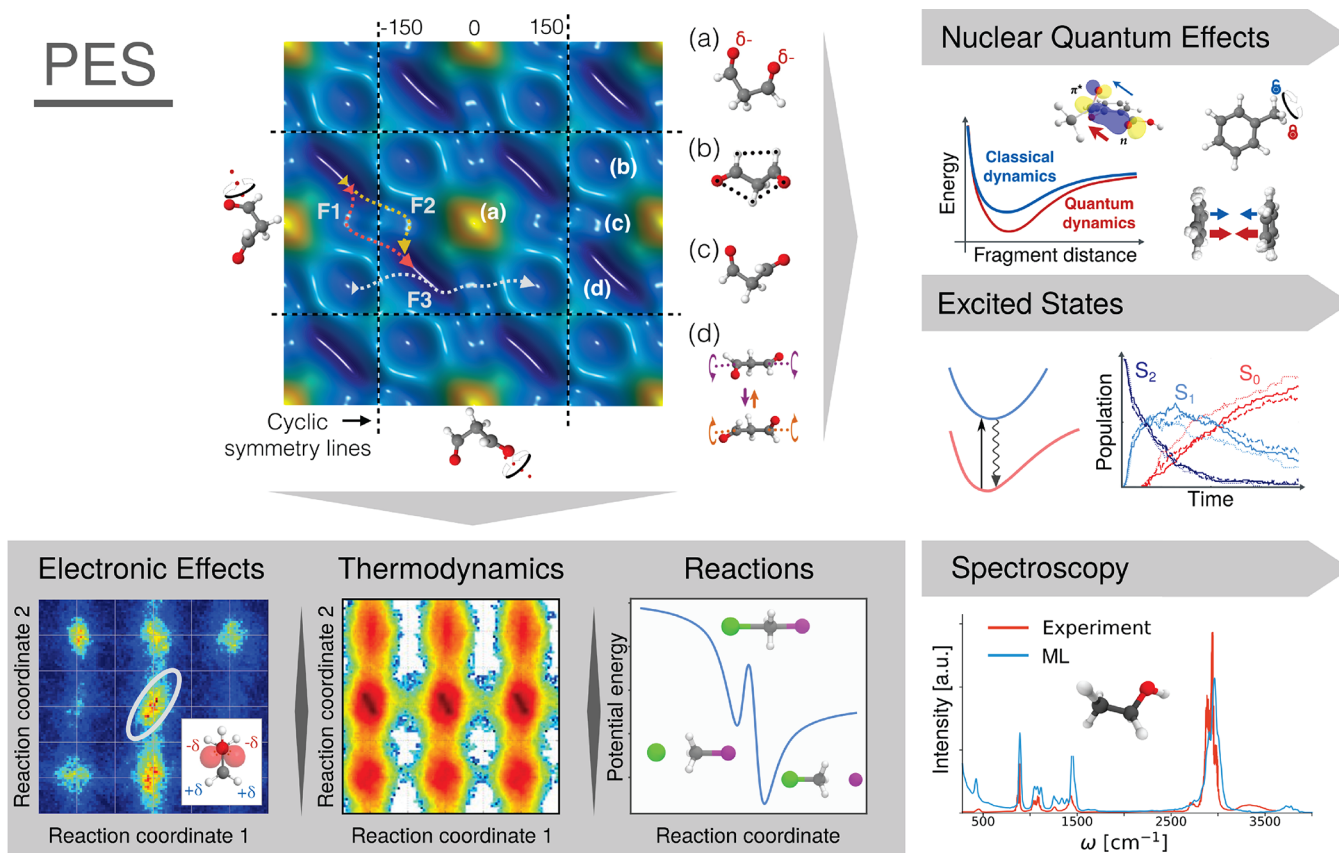 PES
-150 0 150
(b)
F1
F2
(a)
(c)
F3
(d)
Cyclic
symmetry lines
(a)
δ-
δ-
(b)
(c)
(d)
Nuclear Quantum Effects
Energy
Classical
dynamics
Quantum
dynamics
Fragment distance
π*
n
Excited States
Population
S2
S1
S0
Time
Electronic Effects
Reaction coordinate 2
-δ
-δ
+δ
+δ
Reaction coordinate 1
Thermodynamics
Reaction coordinate 2
Reaction coordinate 1
Reactions
Potential energy
Reaction coordinate
Spectroscopy
Intensity [a.u.]
Experiment
ML
500 1500 2500 3500
ω [cm⁻¹]